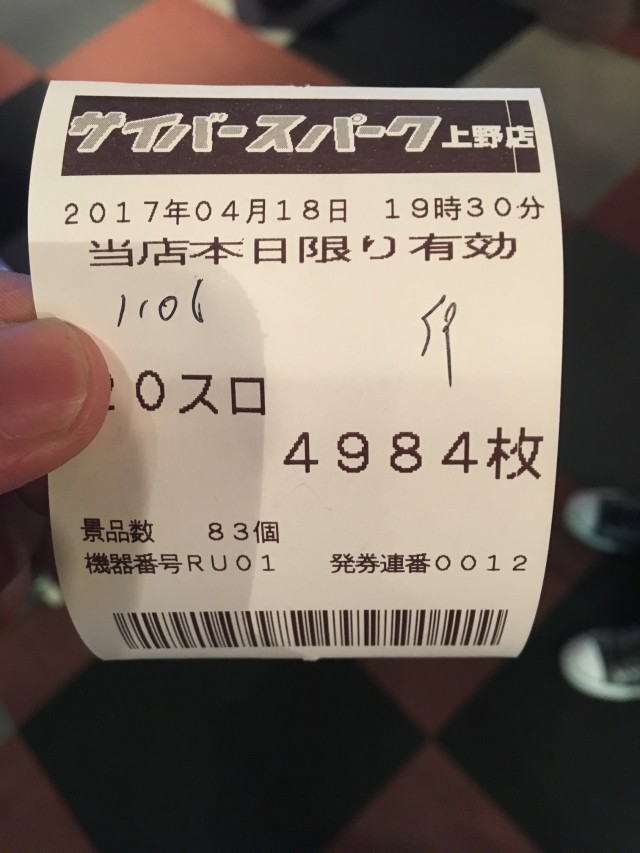 サイバースパーク上野店
2017年04月18日 19時30分
当店本日限り有効
1106
20スロ
4984枚
景品数 83個
機器番号RU01 発券連番0012